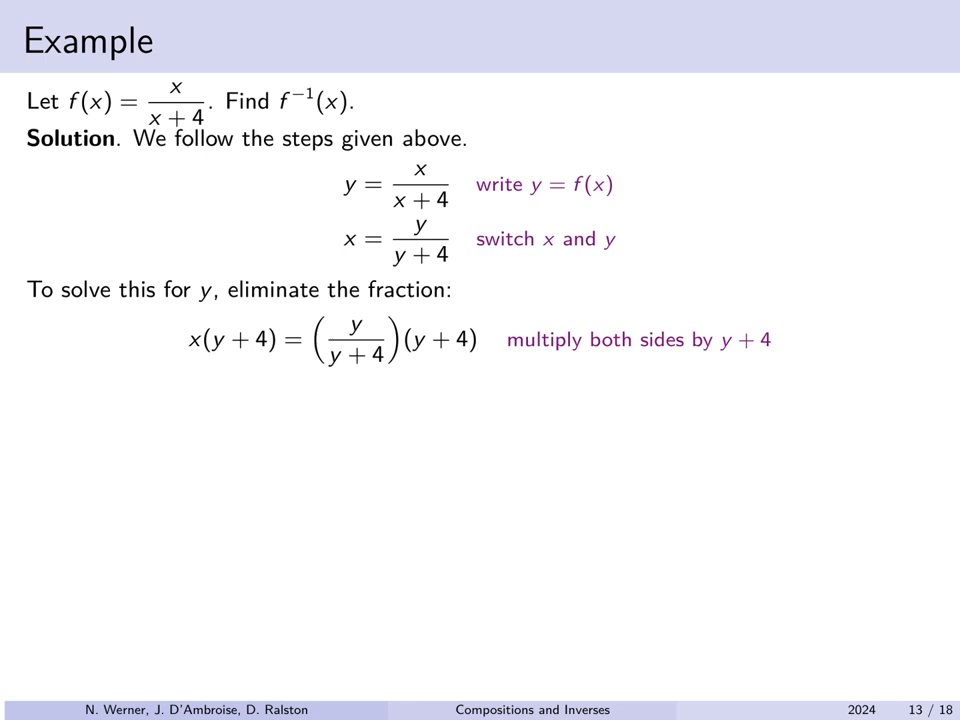 Example
Let f(x) = x/(x + 4). Find f⁻¹(x).
Solution. We follow the steps given above.
y = x/(x + 4) write y = f(x)
x = y/(y + 4) switch x and y
To solve this for y, eliminate the fraction:
x(y + 4) = (y/(y + 4))(y + 4) multiply both sides by y + 4
N. Werner, J. D'Ambroise, D. Ralston Compositions and Inverses 2024 13 / 18